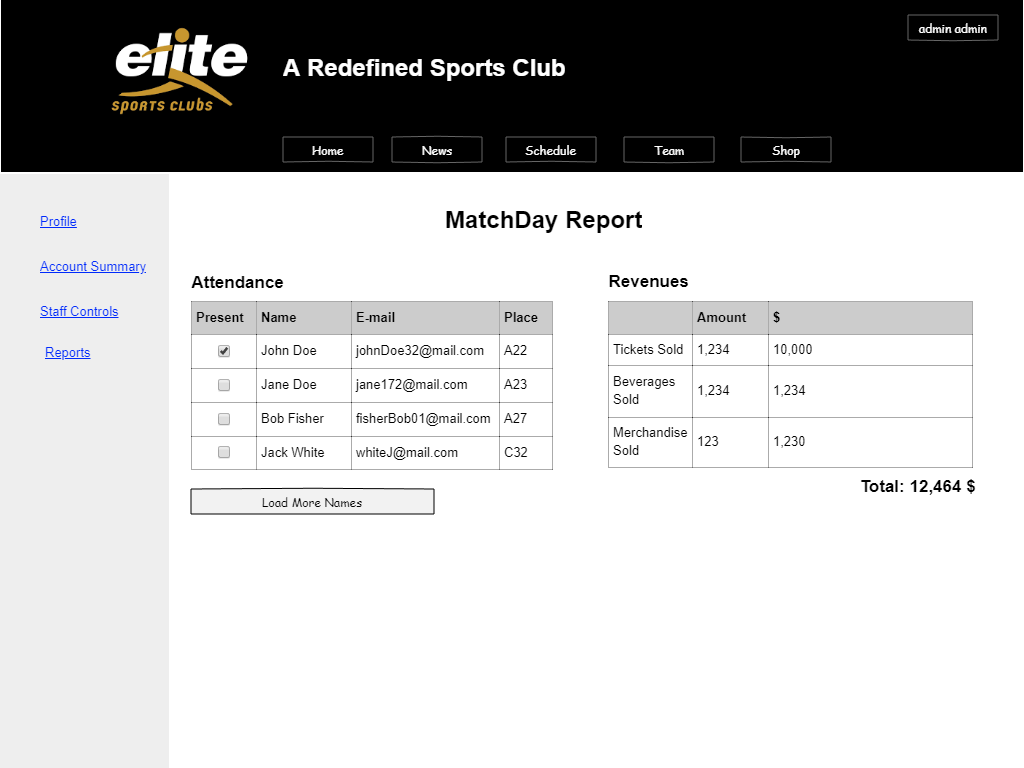 admin admin
elite
SPORTS CLUBS
A Redefined Sports Club
Home News Schedule Team Shop
Profile
Account Summary
Staff Controls
Reports
MatchDay Report
Attendance
Present Name E-mail Place
John Doe johnDoe32@mail.com A22
Jane Doe jane172@mail.com A23
Bob Fisher fisherBob01@mail.com A27
Jack White whiteJ@mail.com C32
Load More Names
Revenues
Amount $
Tickets Sold 1,234 10,000
Beverages
Sold 1,234 1,234
Merchandise
Sold 123 1,230
Total: 12,464 $